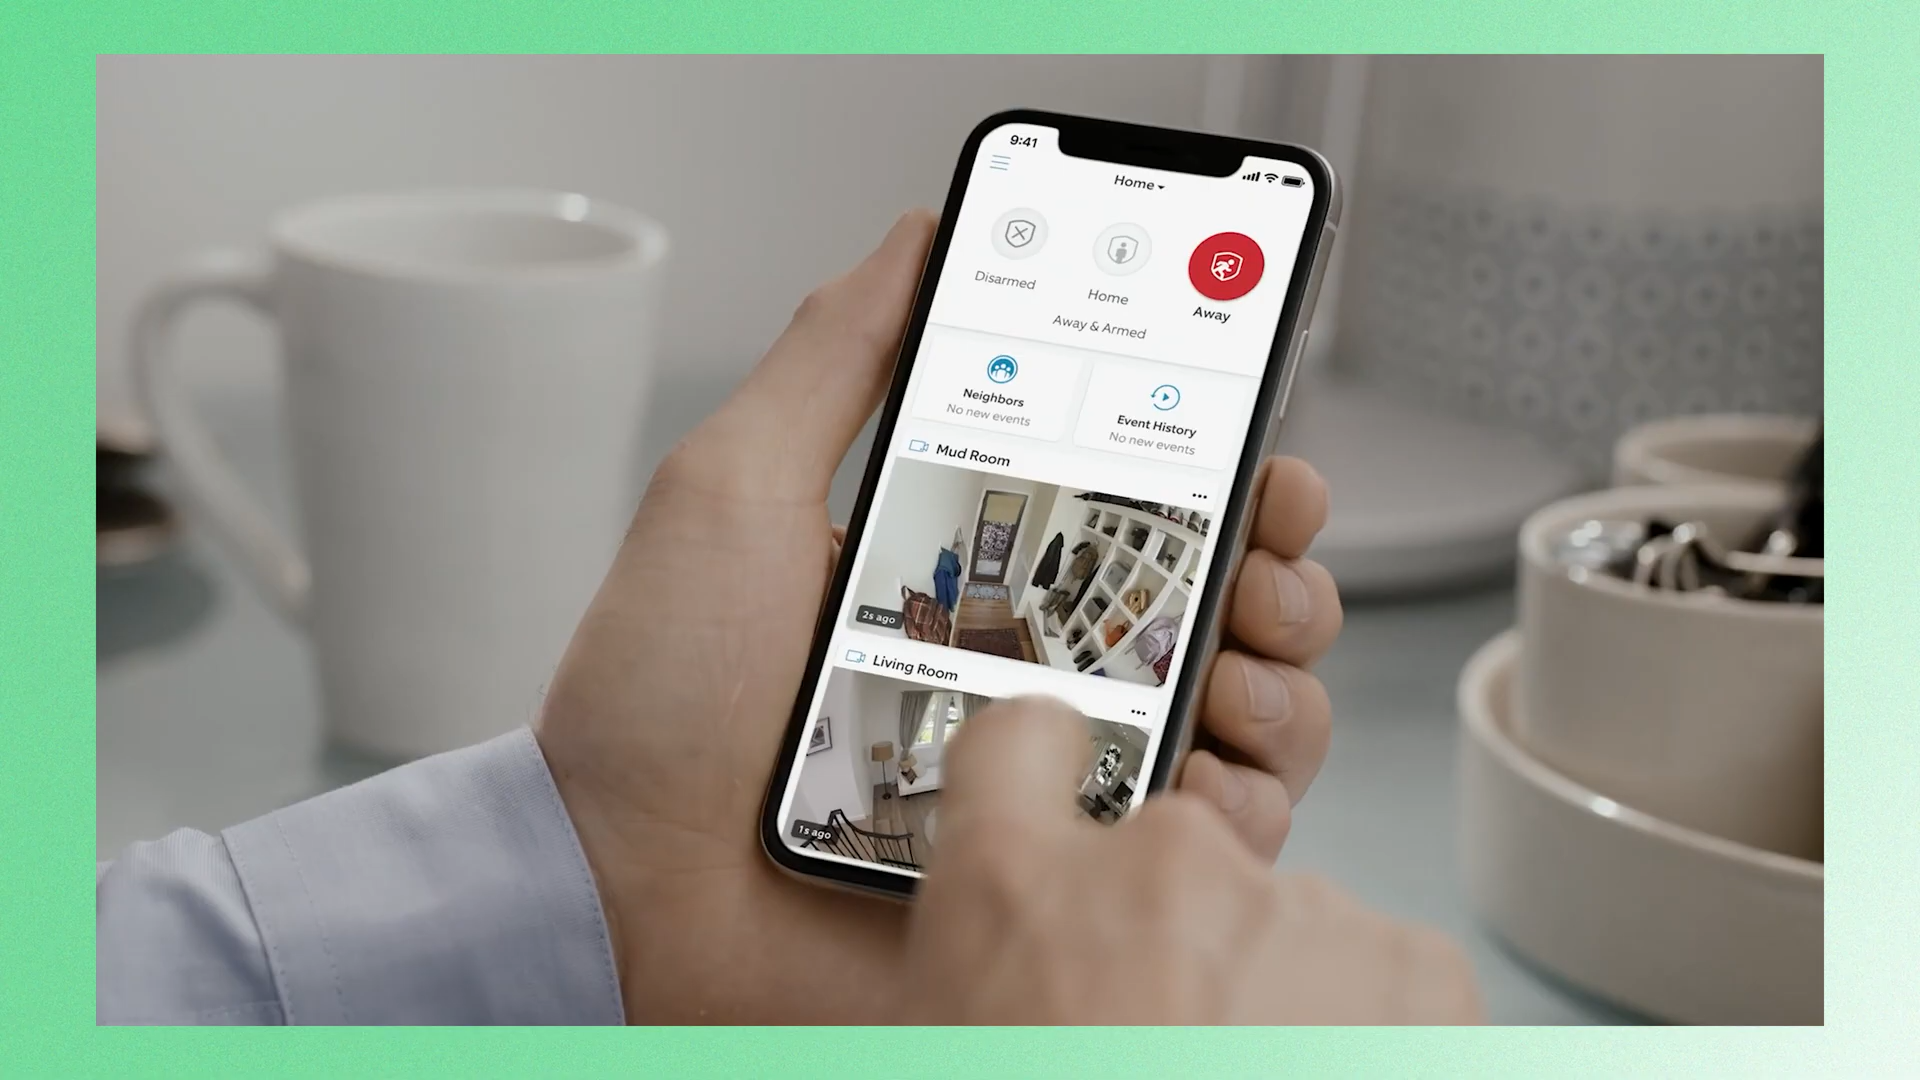 9:41
Home
Disarmed
Home
Away
Away & Armed
Neighbors
No new events
Event History
No new events
Mud Room
2s ago
Living Room
1s ago